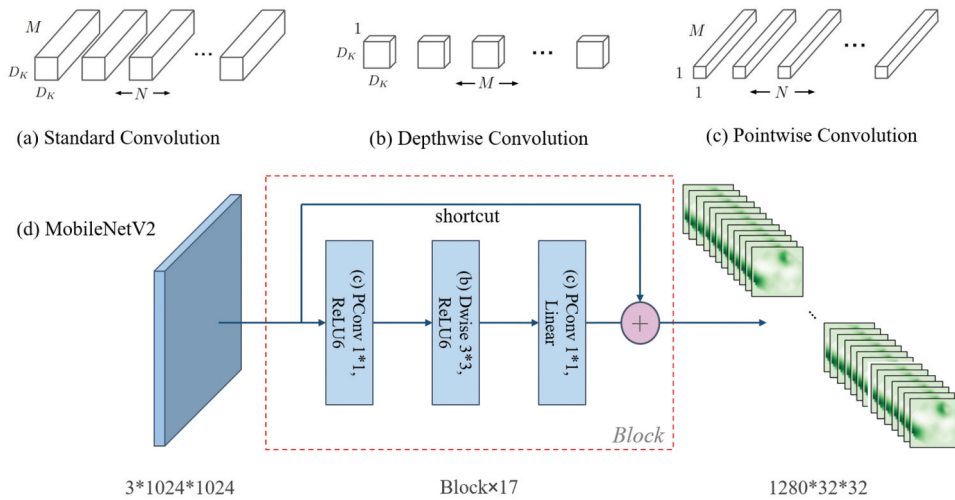 M
D_K
D_K
N
...
(a) Standard Convolution
1
D_K
D_K
M
...
(b) Depthwise Convolution
M
1
1
N
...
(c) Pointwise Convolution
(d) MobileNetV2
shortcut
(c) PConv 1*1,
ReLU6
(b) Dwise 3*3,
ReLU6
(c) PConv 1*1,
Linear
+
...
Block
3*1024*1024
Block×17
1280*32*32